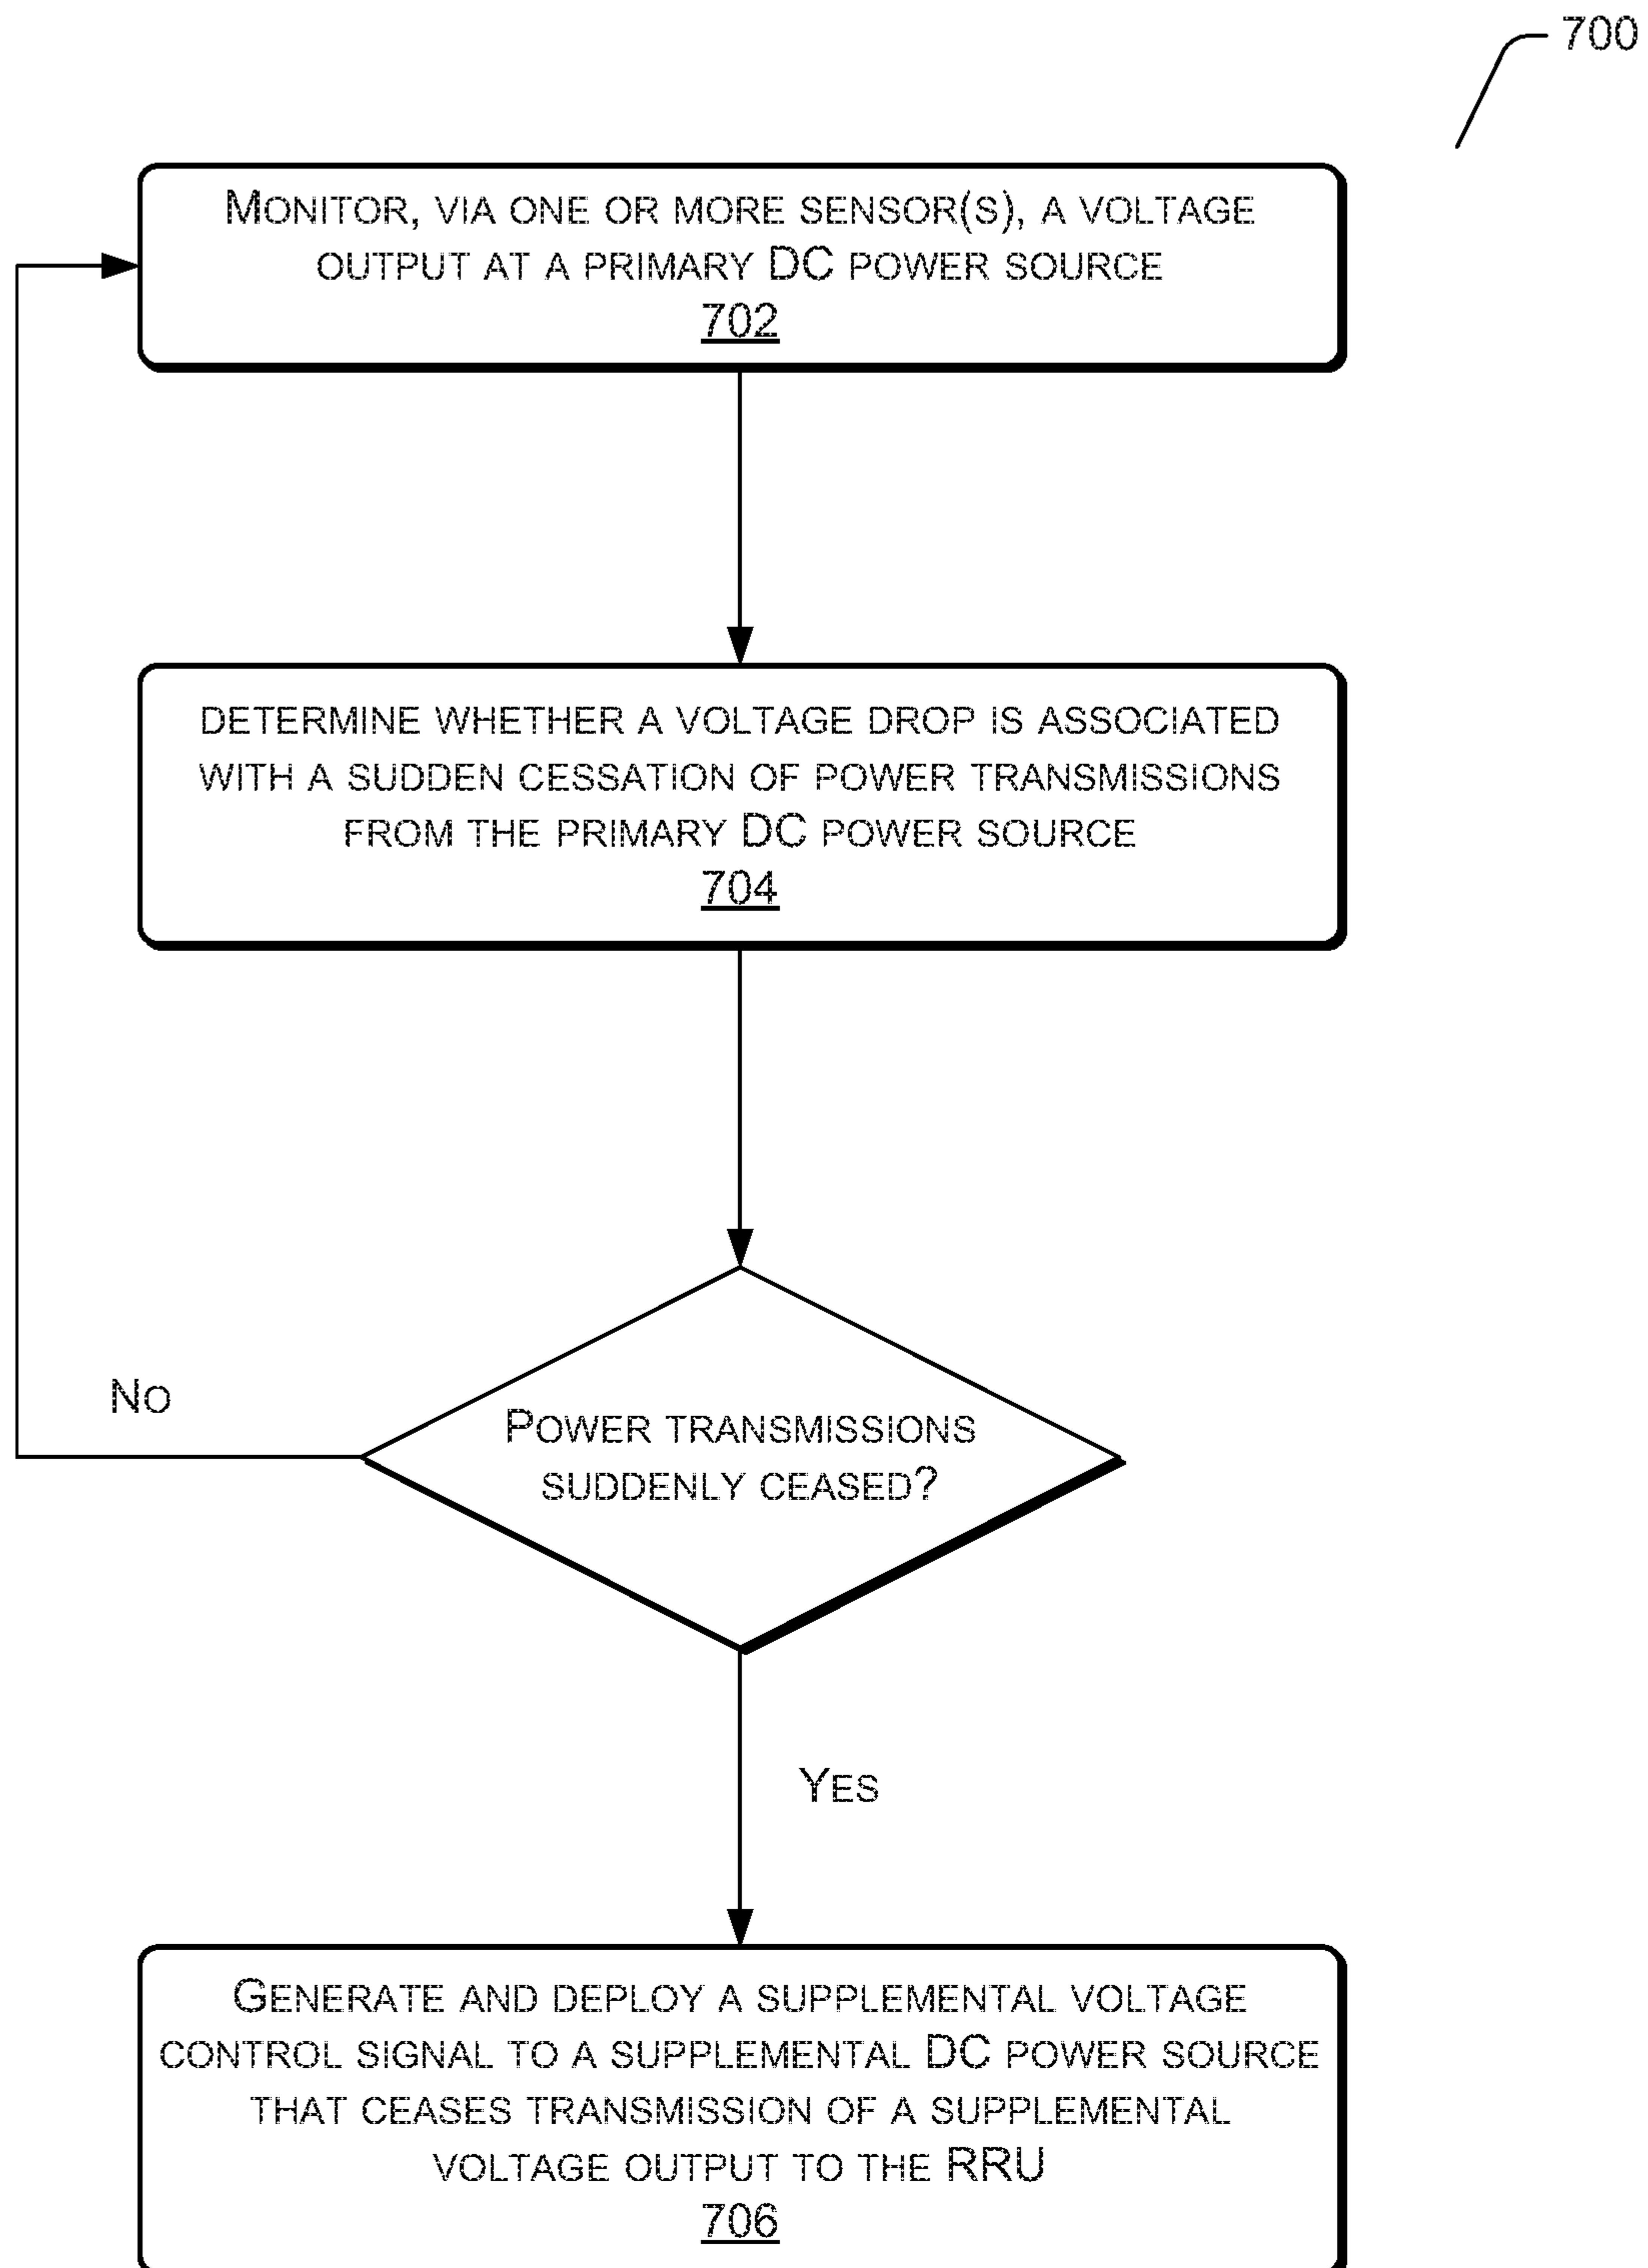 700
MONITOR, VIA ONE OR MORE SENSOR(S), A VOLTAGE
OUTPUT AT A PRIMARY DC POWER SOURCE
702
DETERMINE WHETHER A VOLTAGE DROP IS ASSOCIATED
WITH A SUDDEN CESSATION OF POWER TRANSMISSIONS
FROM THE PRIMARY DC POWER SOURCE
704
NO
POWER TRANSMISSIONS
SUDDENLY CEASED?
YES
GENERATE AND DEPLOY A SUPPLEMENTAL VOLTAGE
CONTROL SIGNAL TO A SUPPLEMENTAL DC POWER SOURCE
THAT CEASES TRANSMISSION OF A SUPPLEMENTAL
VOLTAGE OUTPUT TO THE RRU
706